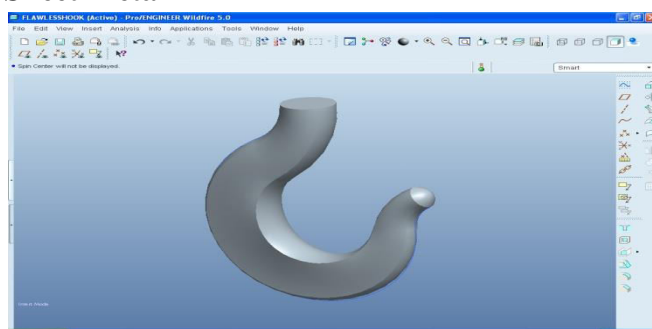 FLAWLESSHOOK (Active) - Pro/ENGINEER Wildfire 5.0
File Edit View Insert Analysis Info Applications Tools Window Help
Spin Center will not be displayed.
Smart